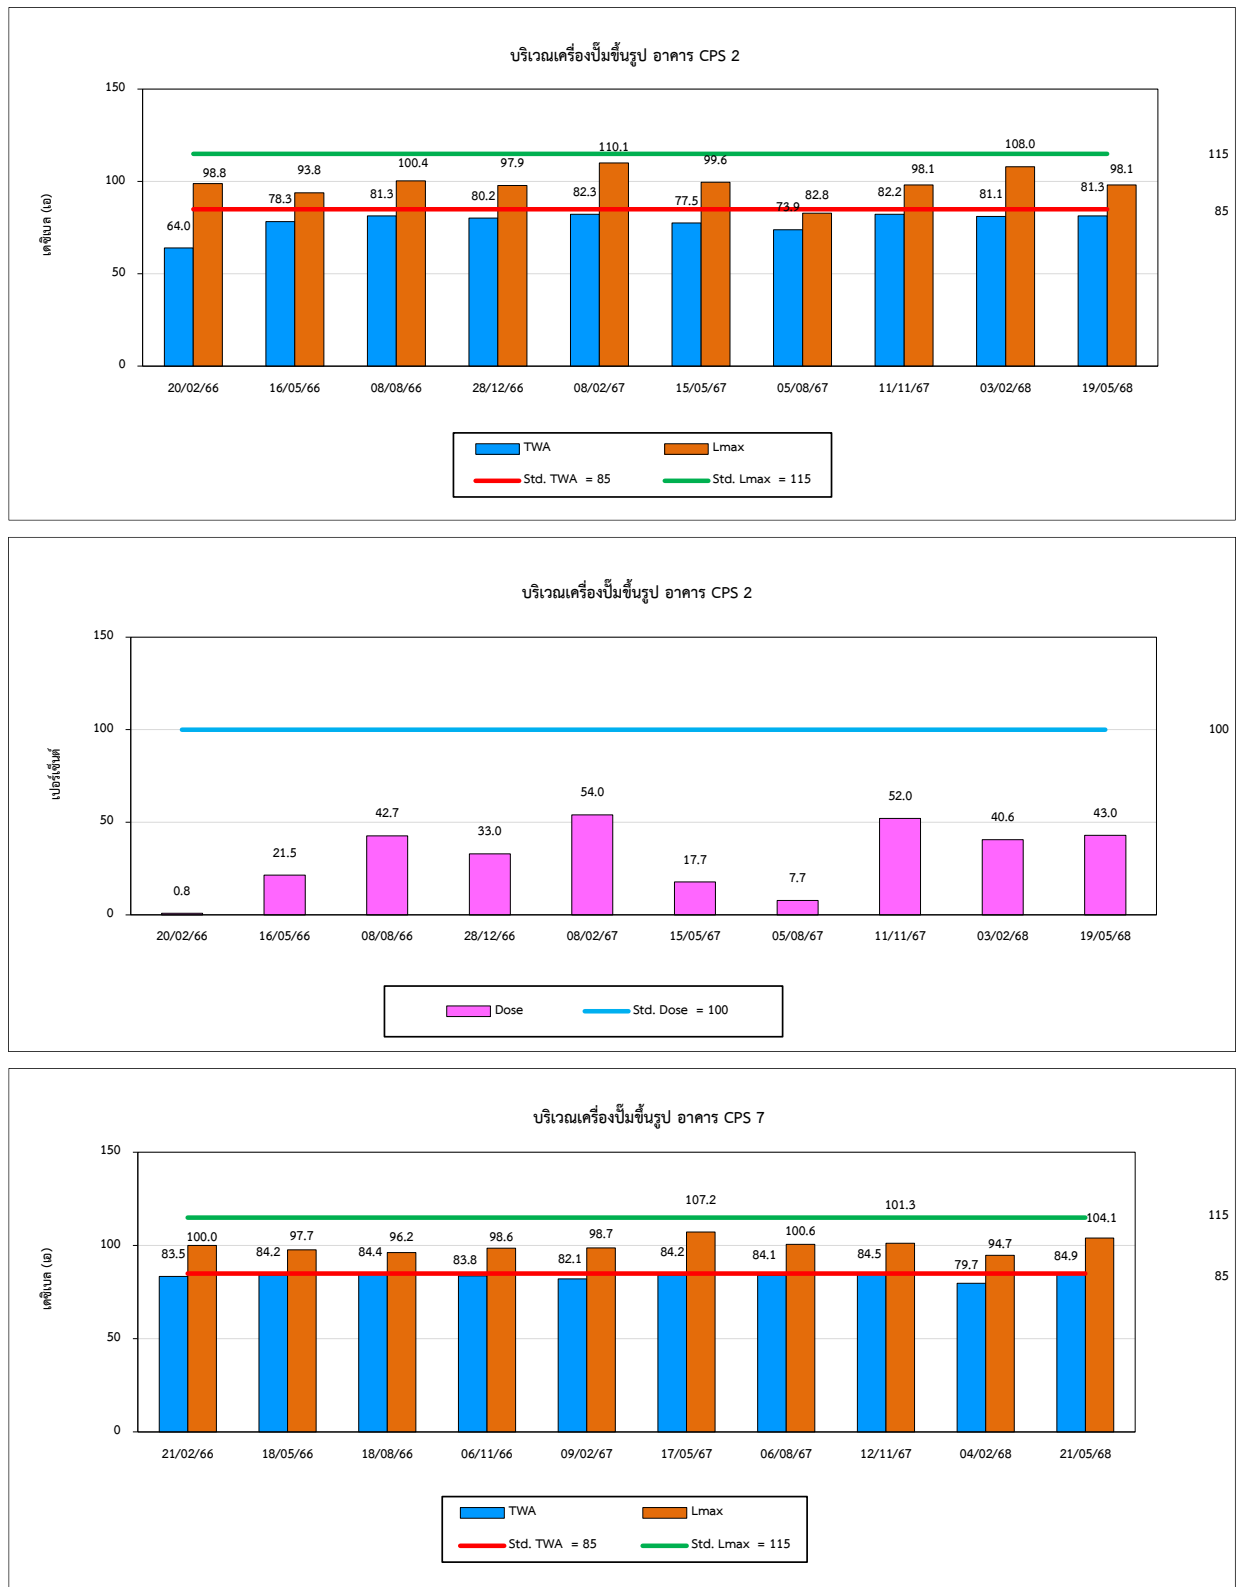 บริเวณเครื่องปั๊มขึ้นรูป อาคาร CPS 2
150
100
50
0
เดซิเบล (เอ)
115
85
64.0 98.8 78.3 93.8 81.3 100.4 80.2 97.9 82.3 110.1 77.5 99.6 73.9 82.8 82.2 98.1 81.1 108.0 81.3 98.1
20/02/66 16/05/66 08/08/66 28/12/66 08/02/67 15/05/67 05/08/67 11/11/67 03/02/68 19/05/68
TWA Lmax
Std. TWA = 85 Std. Lmax = 115
บริเวณเครื่องปั๊มขึ้นรูป อาคาร CPS 2
150
100
50
0
เปอร์เซ็นต์
100
0.8 21.5 42.7 33.0 54.0 17.7 7.7 52.0 40.6 43.0
20/02/66 16/05/66 08/08/66 28/12/66 08/02/67 15/05/67 05/08/67 11/11/67 03/02/68 19/05/68
Dose Std. Dose = 100
บริเวณเครื่องปั๊มขึ้นรูป อาคาร CPS 7
150
100
50
0
เดซิเบล (เอ)
115
85
83.5 100.0 84.2 97.7 84.4 96.2 83.8 98.6 82.1 98.7 84.2 107.2 84.1 100.6 84.5 101.3 79.7 94.7 84.9 104.1
21/02/66 18/05/66 18/08/66 06/11/66 09/02/67 17/05/67 06/08/67 12/11/67 04/02/68 21/05/68
TWA Lmax
Std. TWA = 85 Std. Lmax = 115